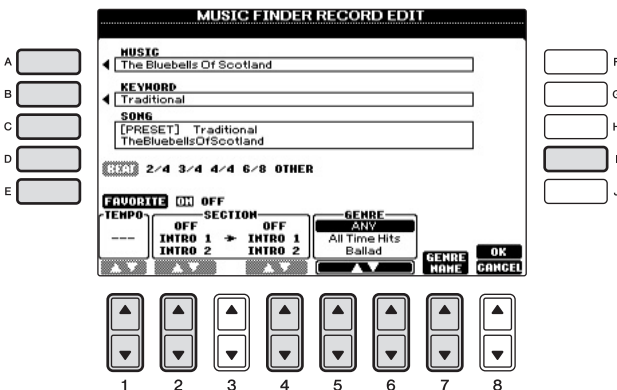 MUSIC FINDER RECORD EDIT
MUSIC
The Bluebells Of Scotland
KEYWORD
Traditional
SONG
[PRESET] Traditional
TheBluebellsOfScotland
BEAT 2/4 3/4 4/4 6/8 OTHER
FAVORITE ON OFF
TEMPO SECTION GENRE
OFF OFF ANY
--- INTRO 1 INTRO 1 All Time Hits
INTRO 2 INTRO 2 Ballad
GENRE NAME
OK
CANCEL
A
B
C
D
E
F
G
H
I
J
1 2 3 4 5 6 7 8